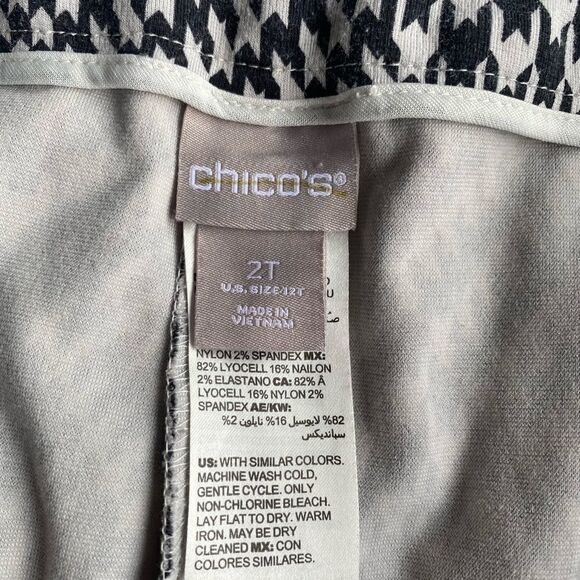 chico's®
2T
U.S. SIZE-12T
MADE IN
VIETNAM
NYLON 2% SPANDEX MX:
82% LYOCELL 16% NAILON
2% ELASTANO CA: 82% À
LYOCELL 16% NYLON 2%
SPANDEX AE/KW:
82% لايوسيل 16% نايلون 2%
سبانديكس
US: WITH SIMILAR COLORS.
MACHINE WASH COLD,
GENTLE CYCLE. ONLY
NON-CHLORINE BLEACH.
LAY FLAT TO DRY. WARM
IRON. MAY BE DRY
CLEANED MX: CON
COLORES SIMILARES.